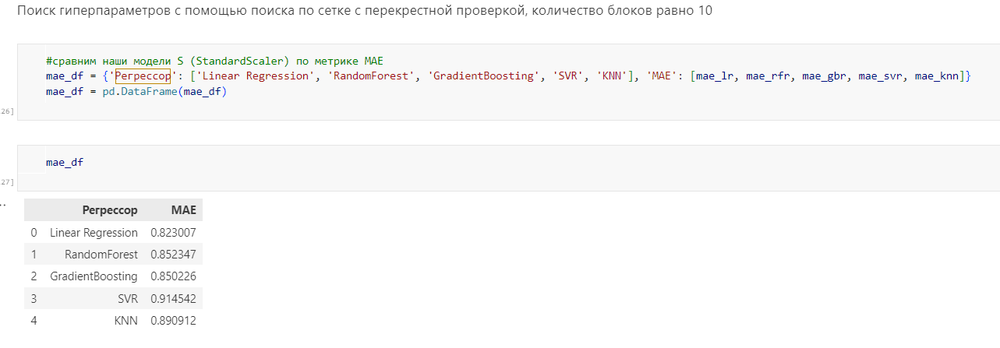 Поиск гиперпараметров с помощью поиска по сетке с перекрестной проверкой, количество блоков равно 10
#сравним наши модели S (StandardScaler) по метрике MAE
mae_df = {'Регрессор': ['Linear Regression', 'RandomForest', 'GradientBoosting', 'SVR', 'KNN'], 'MAE': [mae_lr, mae_rfr, mae_gbr, mae_svr, mae_knn]}
mae_df = pd.DataFrame(mae_df)
26]
mae_df
27]
Регрессор MAE
0 Linear Regression 0.823007
1 RandomForest 0.852347
2 GradientBoosting 0.850226
3 SVR 0.914542
4 KNN 0.890912